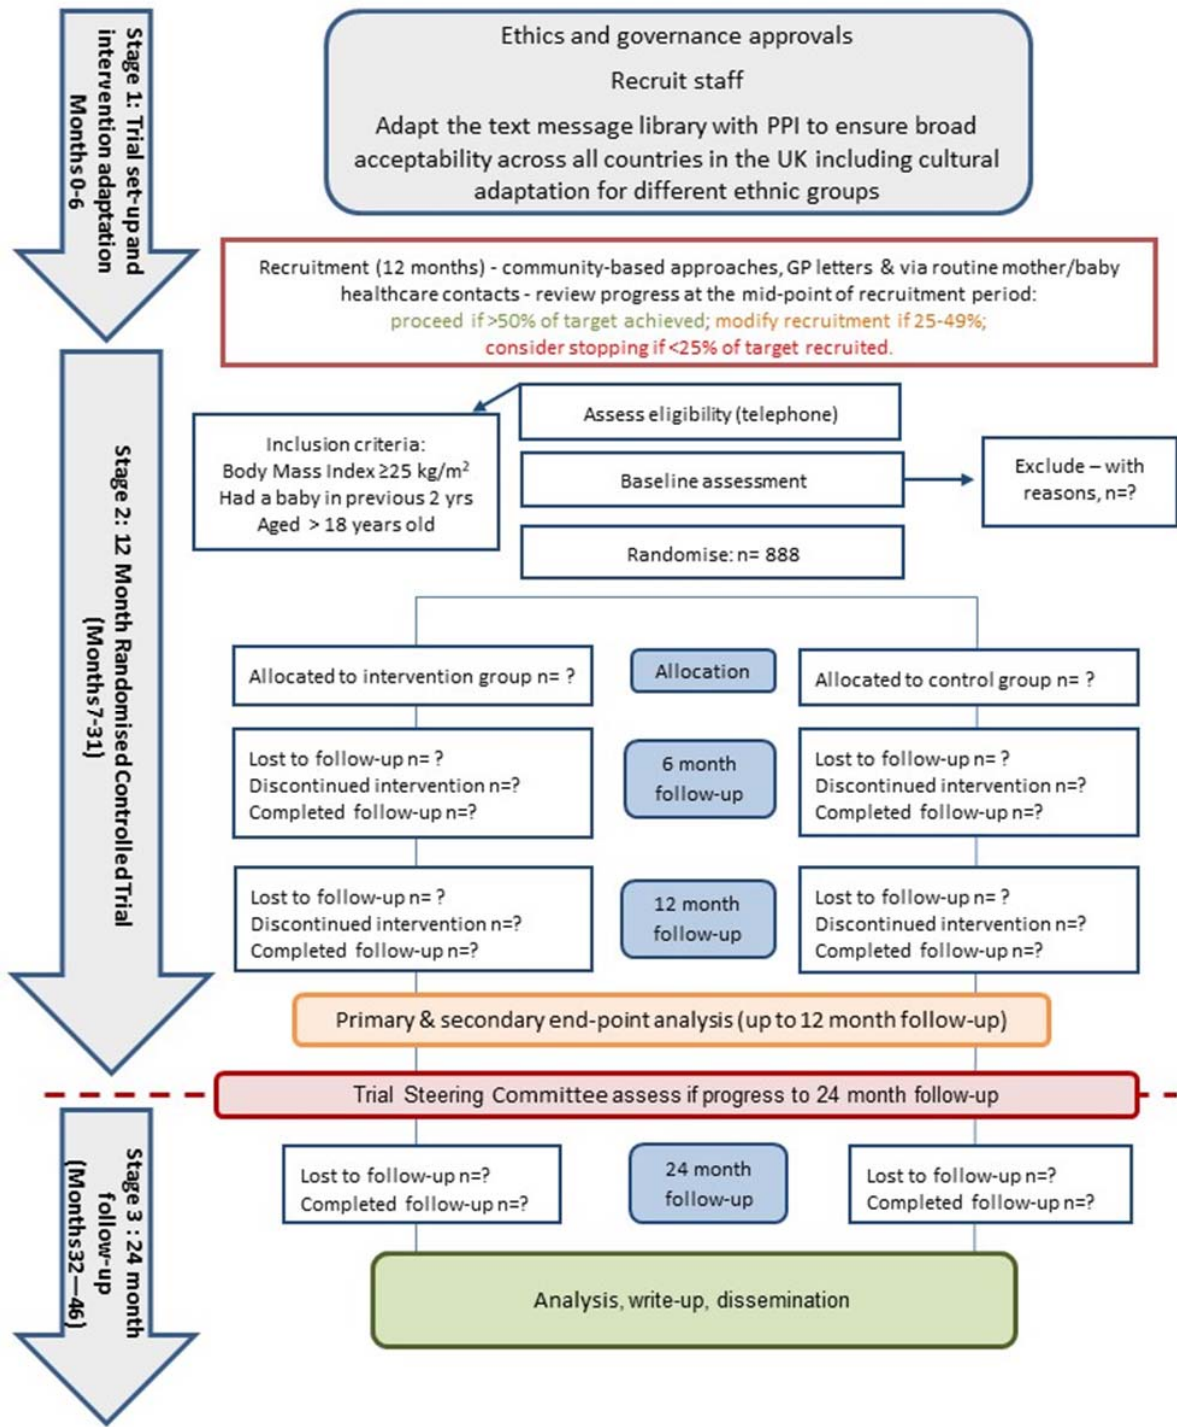 Stage 1: Trial set-up and
intervention adaptation
Months 0-6
Ethics and governance approvals
Recruit staff
Adapt the text message library with PPI to ensure broad
acceptability across all countries in the UK including cultural
adaptation for different ethnic groups
Recruitment (12 months) - community-based approaches, GP letters & via routine mother/baby
healthcare contacts - review progress at the mid-point of recruitment period:
proceed if >50% of target achieved; modify recruitment if 25-49%;
consider stopping if <25% of target recruited.
Stage 2: 12 Month Randomised Controlled Trial
(Months 7-31)
Assess eligibility (telephone)
Inclusion criteria:
Body Mass Index ≥25 kg/m²
Had a baby in previous 2 yrs
Aged > 18 years old
Baseline assessment
Exclude – with
reasons, n=?
Randomise: n= 888
Allocated to intervention group n= ?
Allocation
Allocated to control group n= ?
Lost to follow-up n= ?
Discontinued intervention n=?
Completed follow-up n=?
6 month
follow-up
Lost to follow-up n= ?
Discontinued intervention n=?
Completed follow-up n=?
Lost to follow-up n= ?
Discontinued intervention n=?
Completed follow-up n=?
12 month
follow-up
Lost to follow-up n= ?
Discontinued intervention n=?
Completed follow-up n=?
Primary & secondary end-point analysis (up to 12 month follow-up)
Trial Steering Committee assess if progress to 24 month follow-up
Stage 3 : 24 month
follow-up
(Months 32—46)
Lost to follow-up n=?
Completed follow-up n=?
24 month
follow-up
Lost to follow-up n=?
Completed follow-up n=?
Analysis, write-up, dissemination